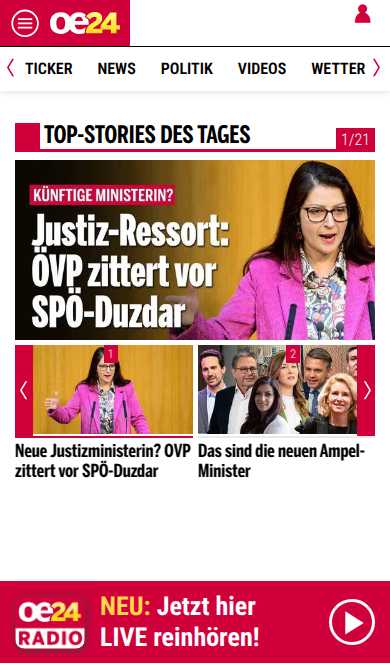 oe24
TICKER NEWS POLITIK VIDEOS WETTER
TOP-STORIES DES TAGES
1/21
KÜNFTIGE MINISTERIN?
Justiz-Ressort:
ÖVP zittert vor
SPÖ-Duzdar
1
2
Neue Justizministerin? ÖVP
zittert vor SPÖ-Duzdar
Das sind die neuen Ampel-
Minister
oe24
RADIO
NEU: Jetzt hier
LIVE reinhören!